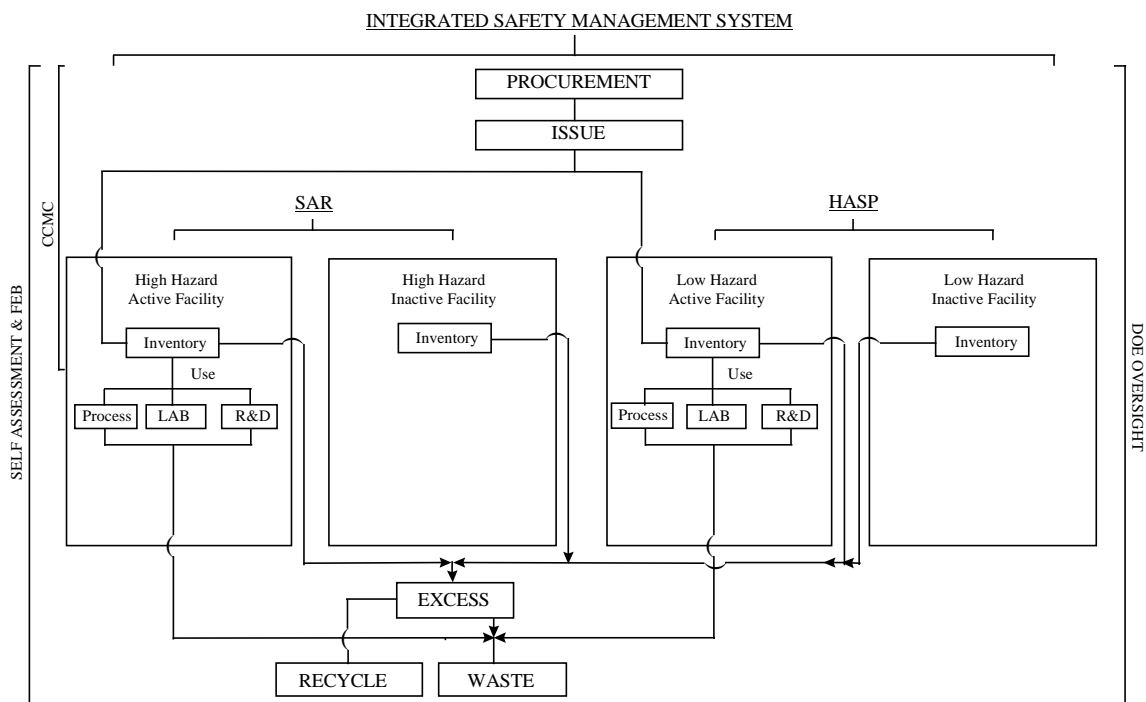 INTEGRATED SAFETY MANAGEMENT SYSTEM
PROCUREMENT
ISSUE
SAR
HASP
CCMC
SELF ASSESSMENT & FEB
DOE OVERSIGHT
High Hazard
Active Facility
High Hazard
Inactive Facility
Low Hazard
Active Facility
Low Hazard
Inactive Facility
Inventory
Inventory
Inventory
Inventory
Use
Use
Process
LAB
R&D
Process
LAB
R&D
EXCESS
RECYCLE
WASTE